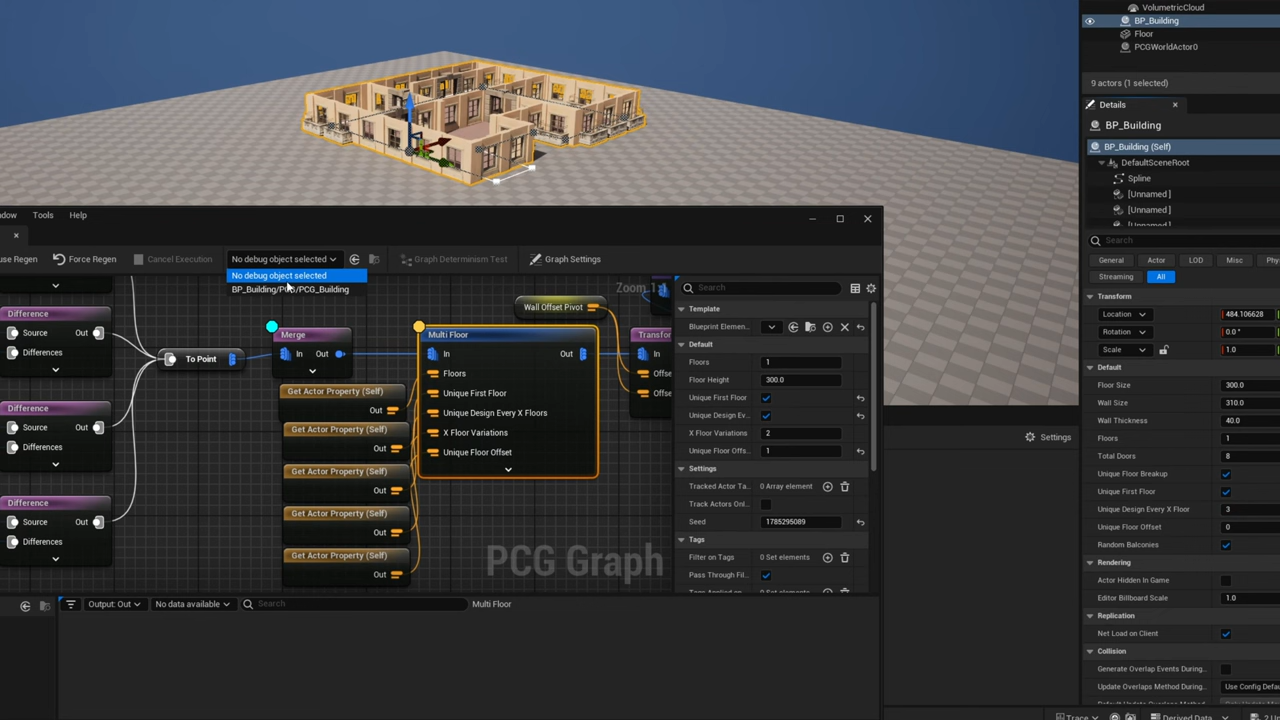 VolumetricCloud
BP_Building
Floor
PCGWorldActor0
9 actors (1 selected)
Details
BP_Building
BP_Building (Self)
DefaultSceneRoot
Spline
[Unnamed]
[Unnamed]
Search
General
Actor
LOD
Misc
Streaming
All
Transform
Location
484.106628
Rotation
0.0 °
Scale
1.0
Default
Floor Size
300.0
Wall Size
310.0
Wall Thickness
40.0
Floors
1
Total Doors
8
Unique Floor Breakup
Unique First Floor
Unique Design Every X Floor
3
Unique Floor Offset
0
Random Balconies
Rendering
Actor Hidden In Game
Editor Billboard Scale
1.0
Replication
Net Load on Client
Collision
Generate Overlap Events During...
Update Overlaps Method During...
Use Config Defau
Trace
Derived Data
Settings
ndow
Tools
Help
use Regen
Force Regen
Cancel Execution
No debug object selected
Graph Determinism Test
Graph Settings
No debug object selected
BP_Building/PCG/PCG_Building
Zoom 1:1
Difference
Source
Out
Differences
Difference
Source
Out
Differences
Difference
Source
Out
Differences
To Point
Merge
In
Out
Get Actor Property (Self)
Out
Get Actor Property (Self)
Out
Get Actor Property (Self)
Out
Get Actor Property (Self)
Out
Get Actor Property (Self)
Out
Wall Offset Pivot
Multi Floor
In
Out
Floors
Unique First Floor
Unique Design Every X Floors
X Floor Variations
Unique Floor Offset
Transfor
In
Offse
Offse
PCG Graph
Search
Template
Blueprint Elemen...
Default
Floors
1
Floor Height
300.0
Unique First Floor
Unique Design Ev...
X Floor Variations
2
Unique Floor Offs...
1
Settings
Tracked Actor Ta...
0 Array element
Track Actors Onl...
Seed
1785295089
Tags
Filter on Tags
0 Set elements
Pass Through Fil...
0 Set elements
Output: Out
No data available
Search
Multi Floor